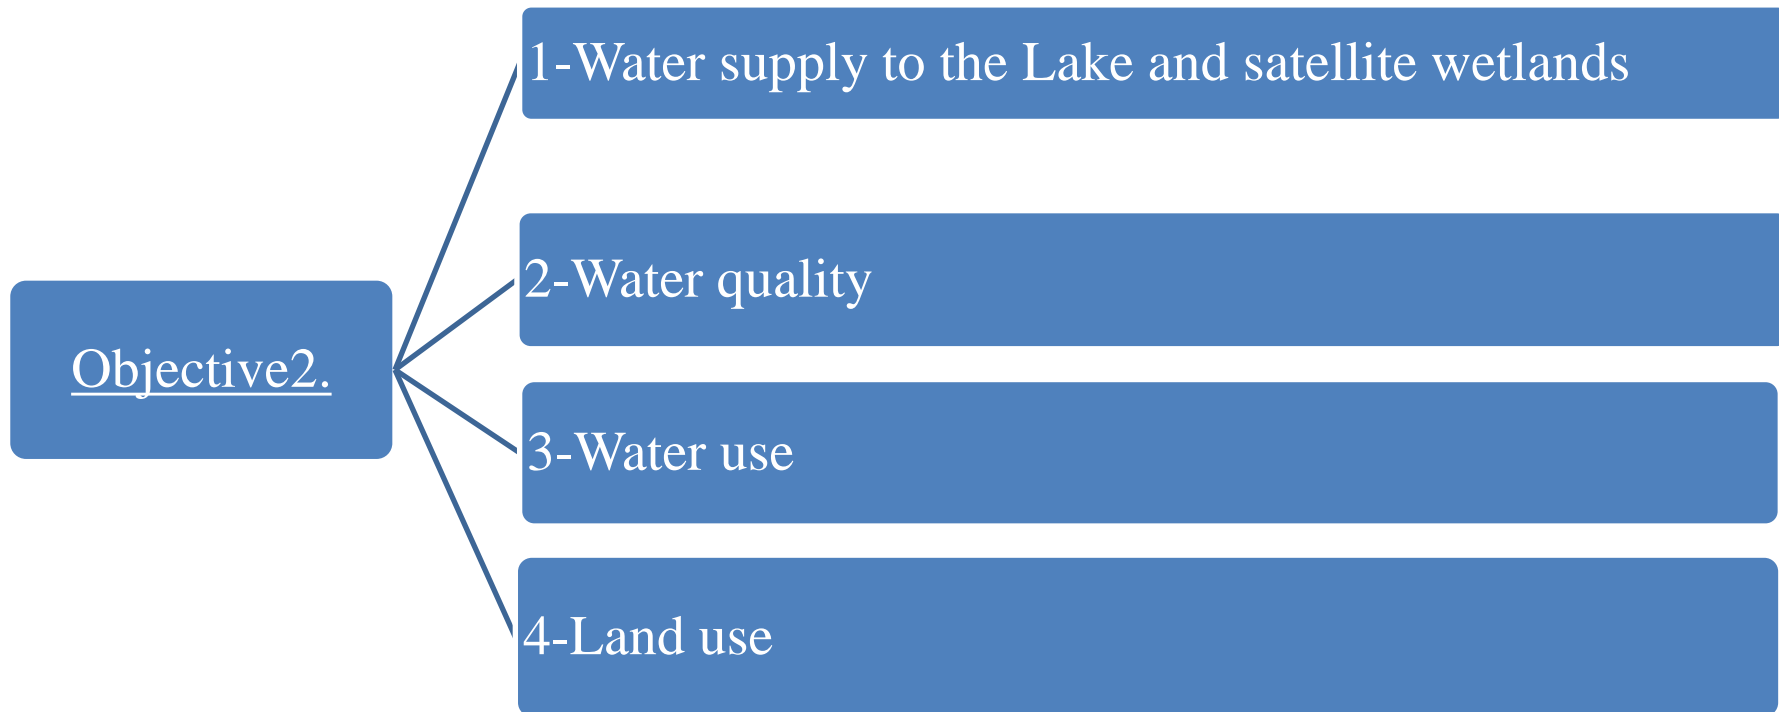 1-Water supply to the Lake and satellite wetlands
2-Water quality
Objective2.
3-Water use
4-Land use